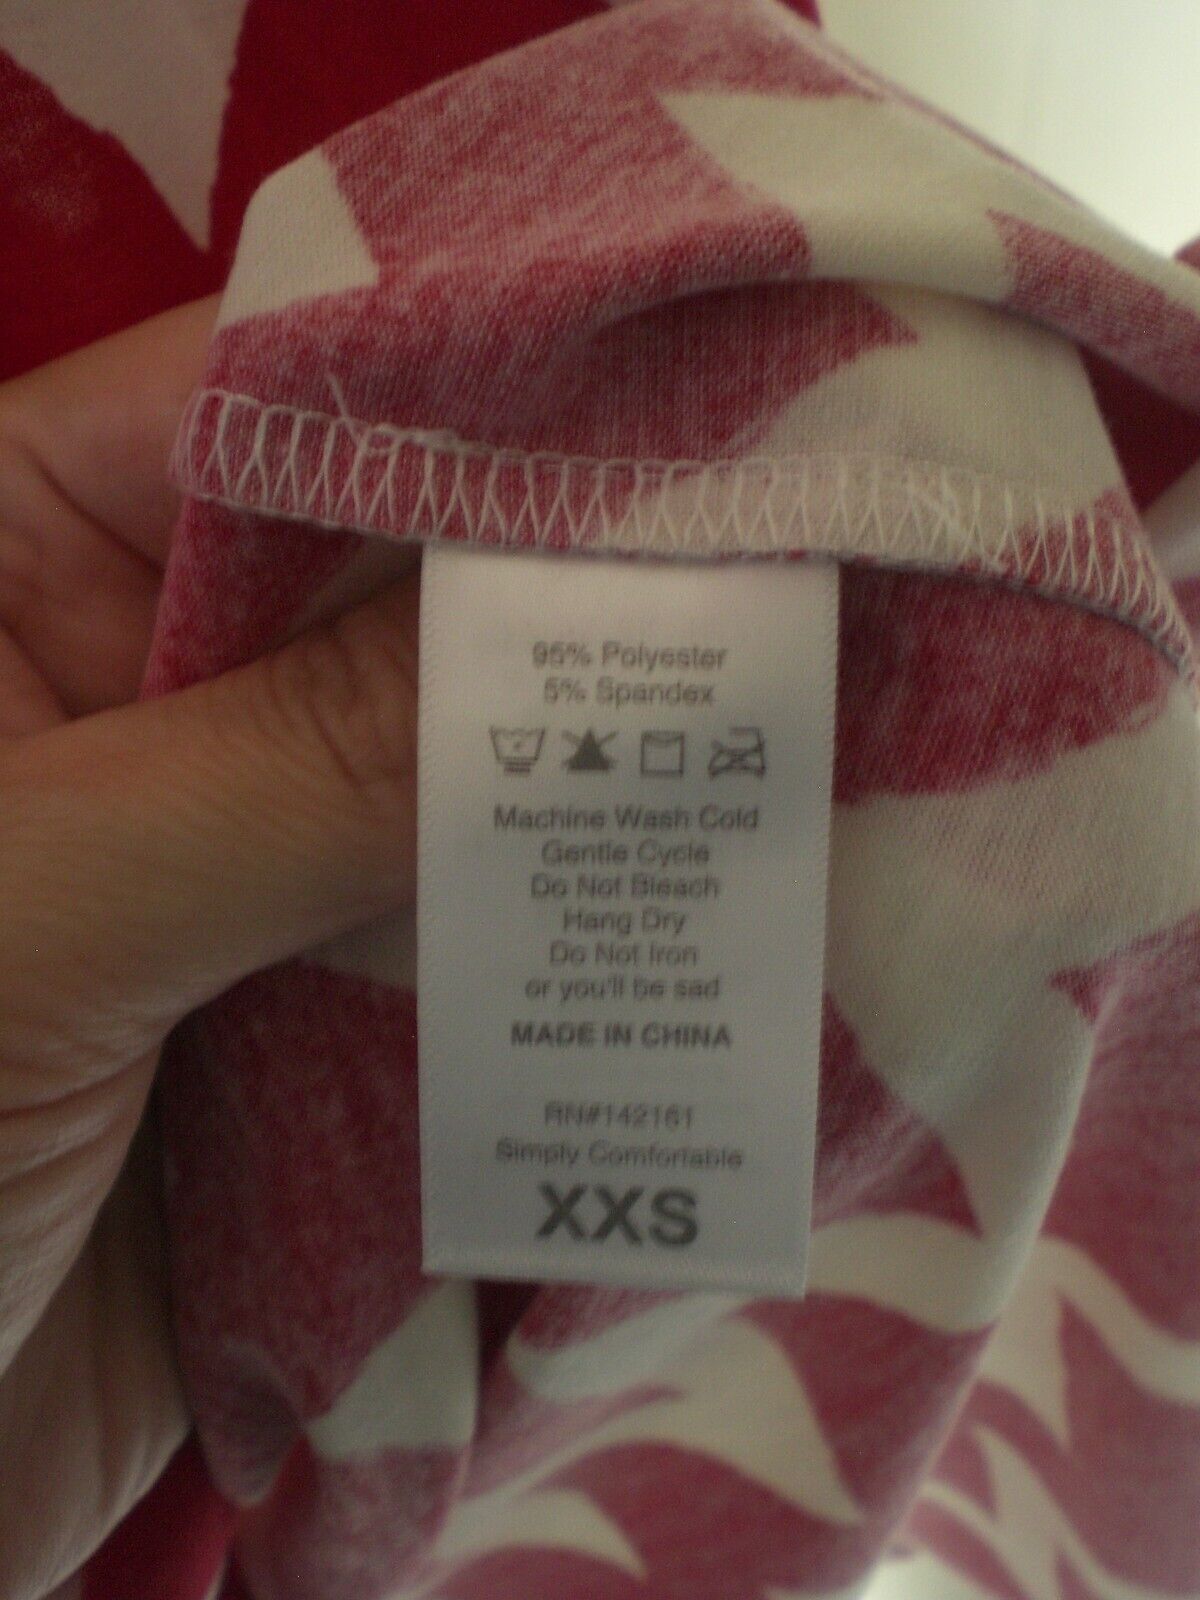 95% Polyester
5% Spandex
Machine Wash Cold
Gentle Cycle
Do Not Bleach
Hang Dry
Do Not Iron
or you'll be sad
MADE IN CHINA
RN#142161
Simply Comfortable
XXS